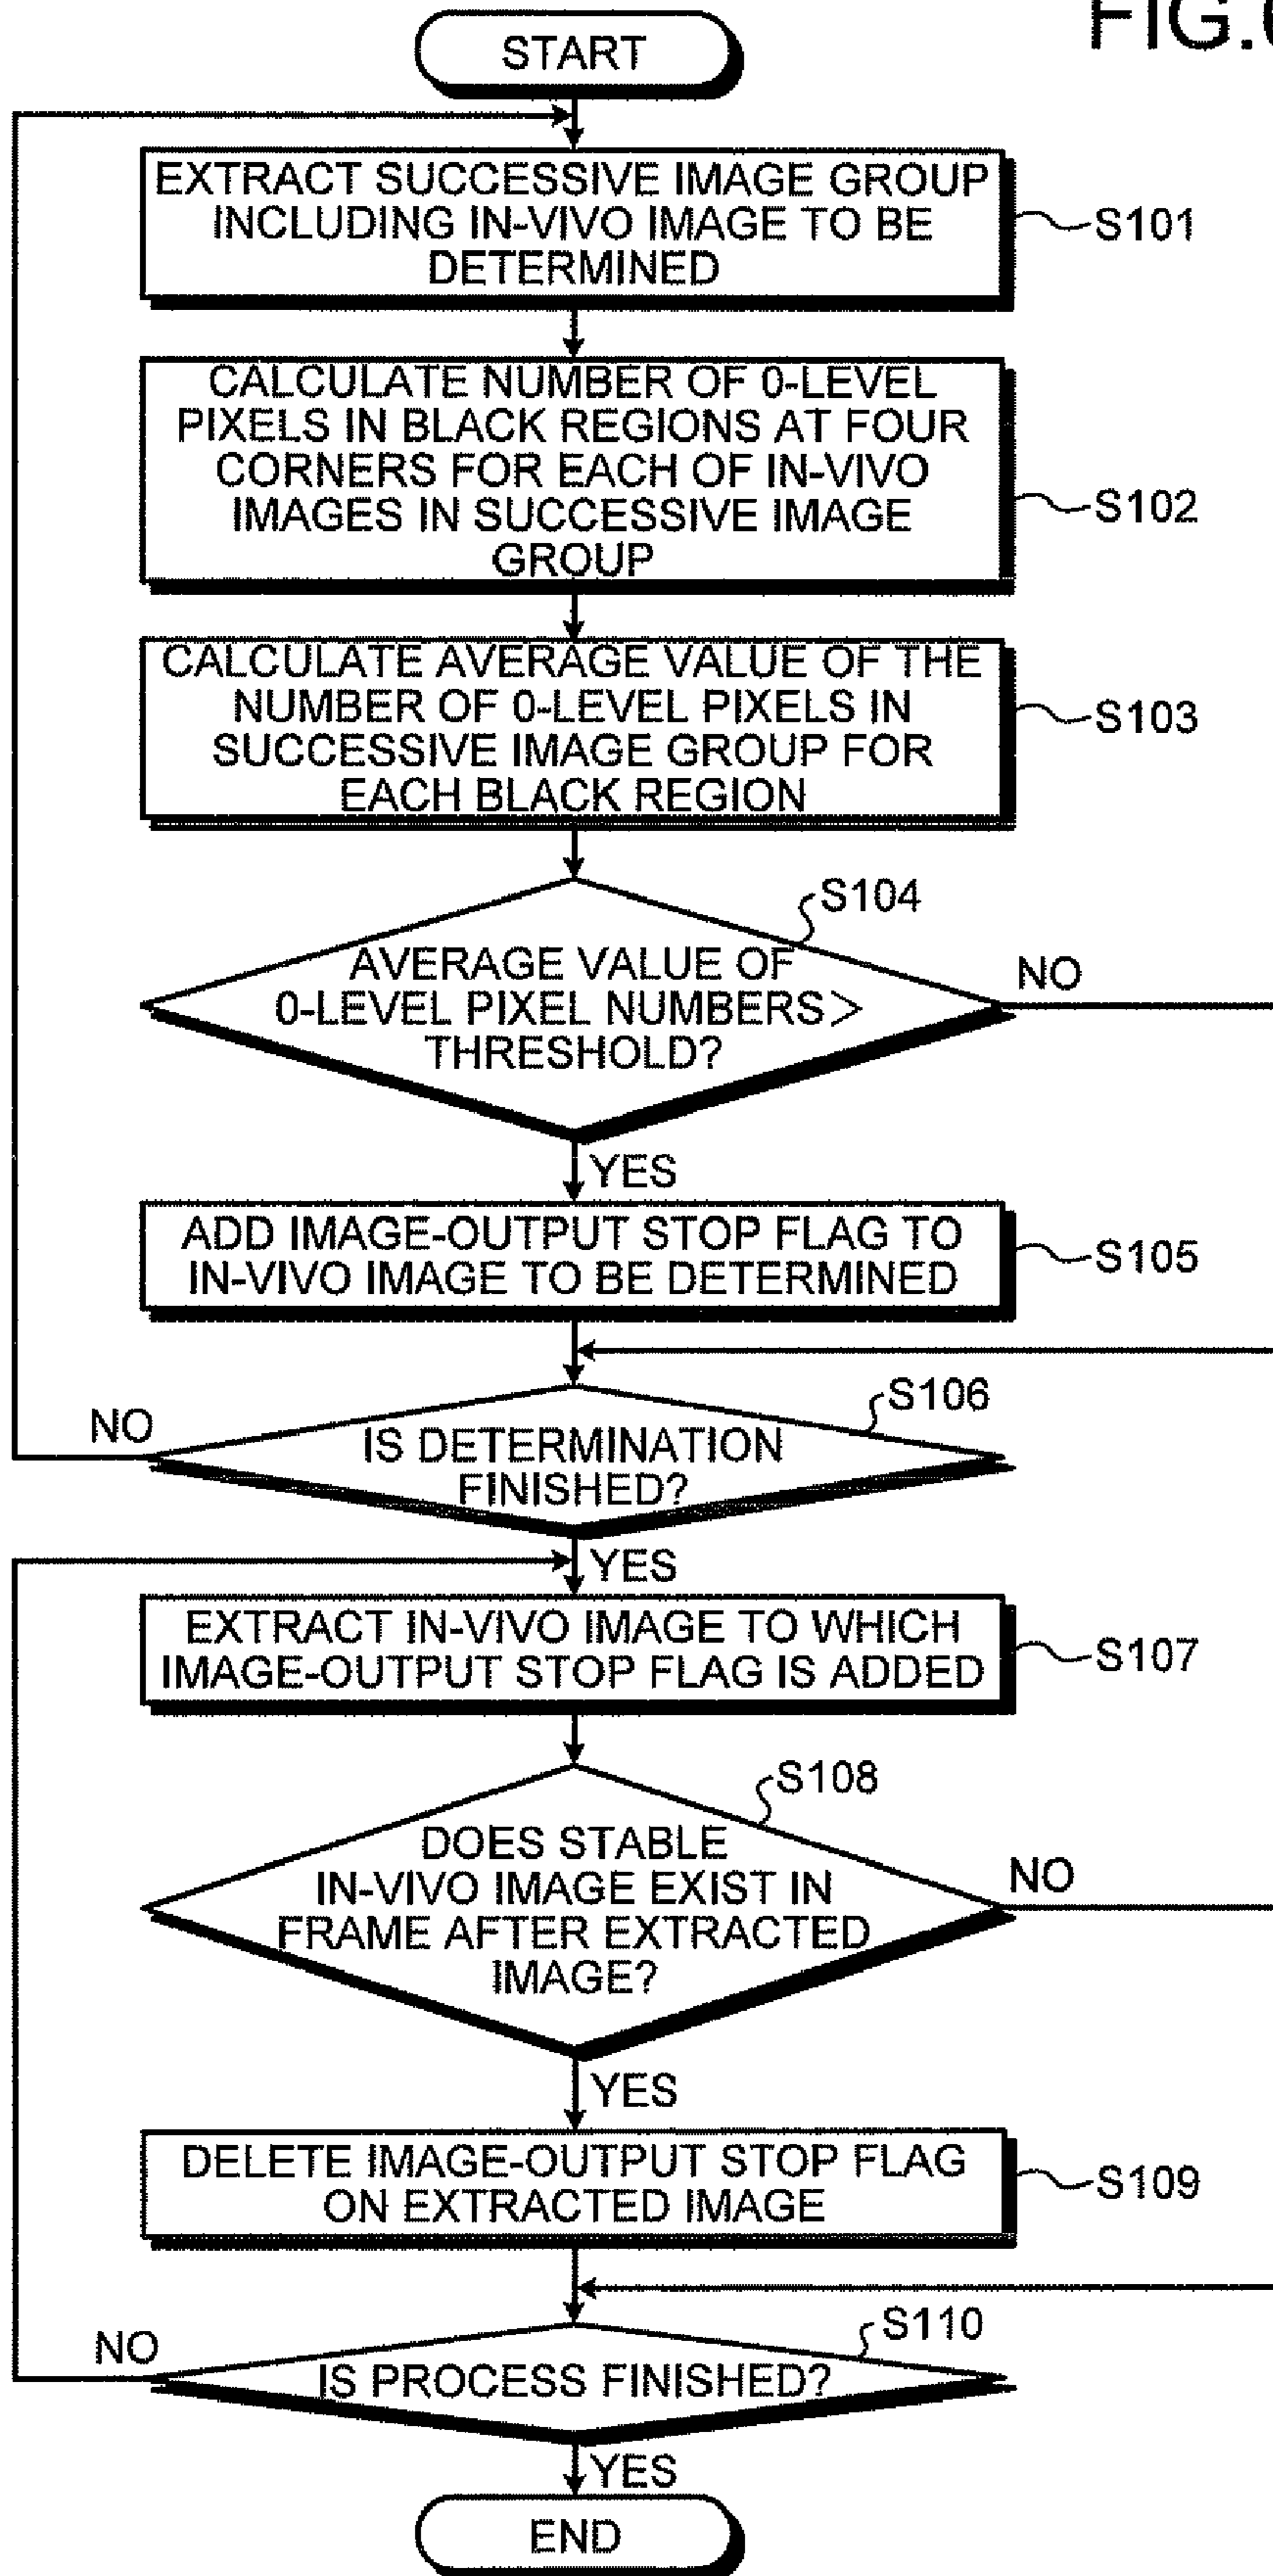 FIG.6
START
EXTRACT SUCCESSIVE IMAGE GROUP
INCLUDING IN-VIVO IMAGE TO BE
DETERMINED
S101
CALCULATE NUMBER OF 0-LEVEL
PIXELS IN BLACK REGIONS AT FOUR
CORNERS FOR EACH OF IN-VIVO
IMAGES IN SUCCESSIVE IMAGE
GROUP
S102
CALCULATE AVERAGE VALUE OF THE
NUMBER OF 0-LEVEL PIXELS IN
SUCCESSIVE IMAGE GROUP FOR
EACH BLACK REGION
S103
S104
AVERAGE VALUE OF
0-LEVEL PIXEL NUMBERS >
THRESHOLD?
NO
YES
ADD IMAGE-OUTPUT STOP FLAG TO
IN-VIVO IMAGE TO BE DETERMINED
S105
S106
NO
IS DETERMINATION
FINISHED?
YES
EXTRACT IN-VIVO IMAGE TO WHICH
IMAGE-OUTPUT STOP FLAG IS ADDED
S107
S108
DOES STABLE
IN-VIVO IMAGE EXIST IN
FRAME AFTER EXTRACTED
IMAGE?
NO
YES
DELETE IMAGE-OUTPUT STOP FLAG
ON EXTRACTED IMAGE
S109
S110
NO
IS PROCESS FINISHED?
YES
END